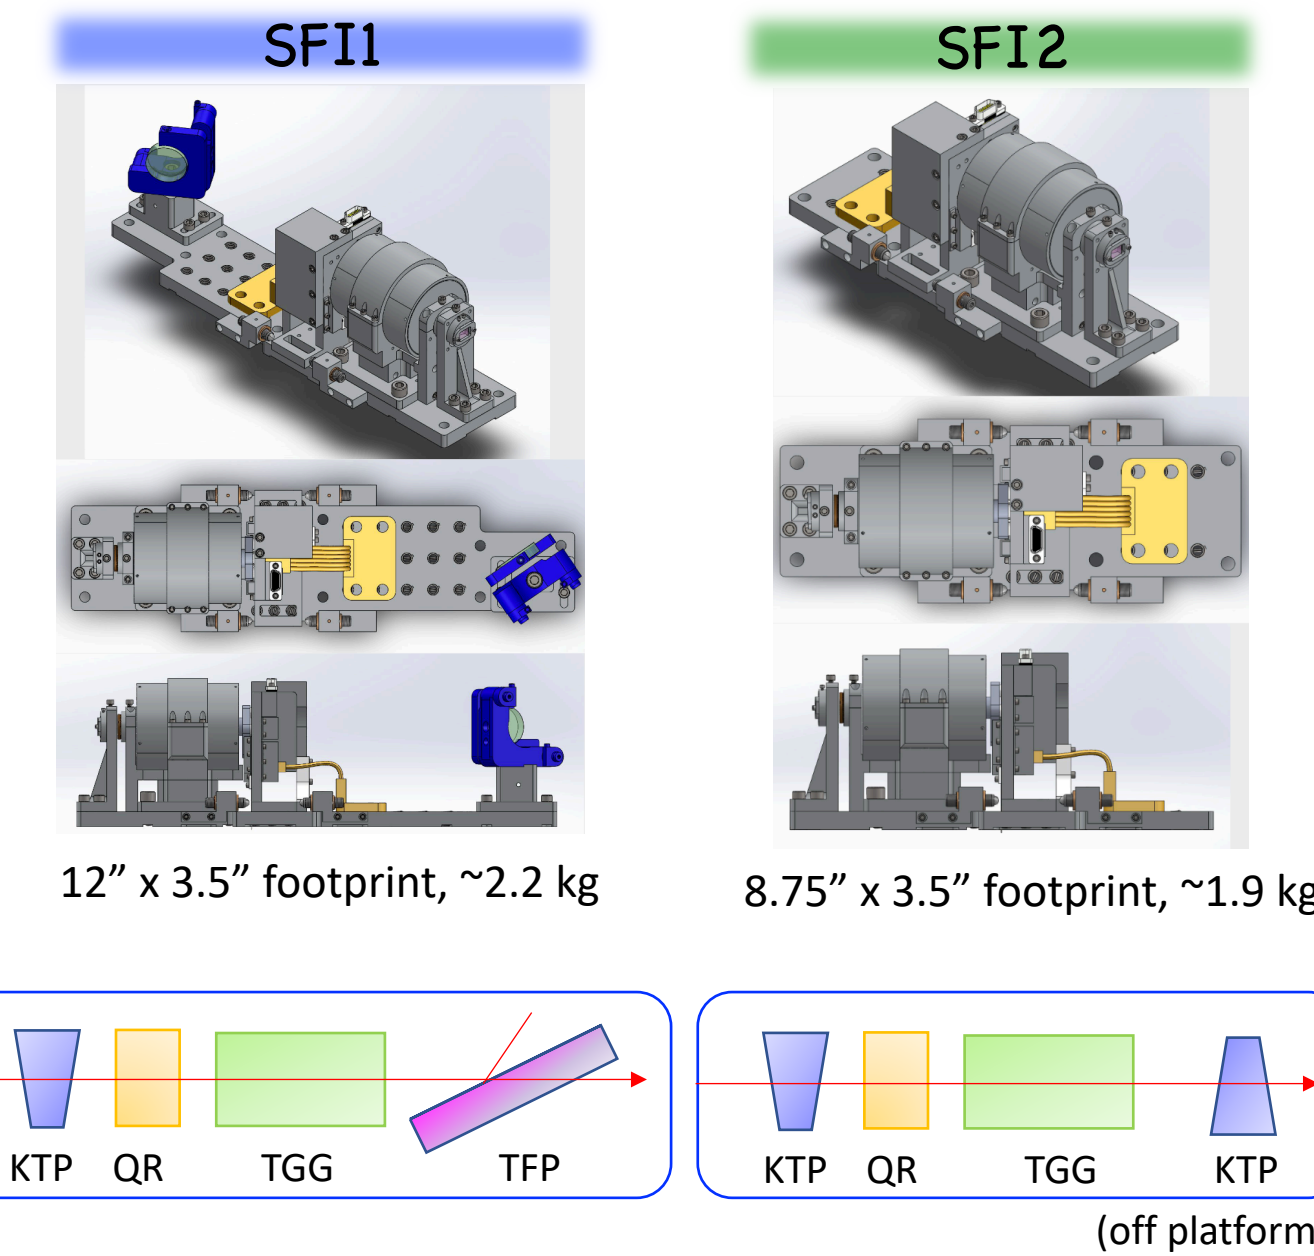 SFI1
SFI2
12” x 3.5” footprint, ~2.2 kg
8.75” x 3.5” footprint, ~1.9 kg
KTP QR TGG TFP
KTP QR TGG KTP
(off platform